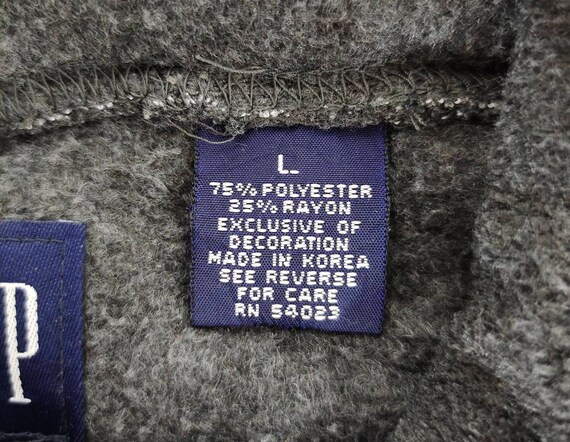 L
75% POLYESTER
25% RAYON
EXCLUSIVE OF
DECORATION
MADE IN KOREA
SEE REVERSE
FOR CARE
RN 54023
P